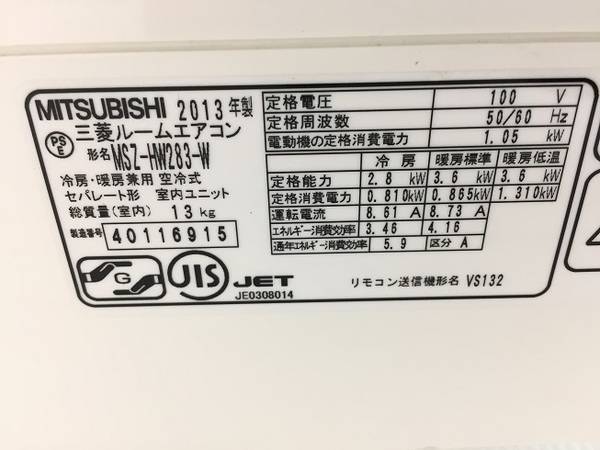 MITSUBISHI 2013年製
PSE 三菱ルームエアコン
形名 MSZ-HW283-W
冷房・暖房兼用 空冷式
セパレート形 室内ユニット
総質量(室内) 13kg
製造番号 40116915
G JIS JET
JE0308014
定格電圧 100 V
定格周波数 50/60 Hz
電動機の定格消費電力 1.05 kW
冷房 暖房標準 暖房低温
定格能力 2.8 kW 3.6 kW 3.6 kW
定格消費電力 0.810kW 0.865kW 1.310kW
運転電流 8.61 A 8.73 A
エネルギー消費効率 3.46 4.16
通年エネルギー消費効率 5.9 区分 A
リモコン送信機形名 VS132